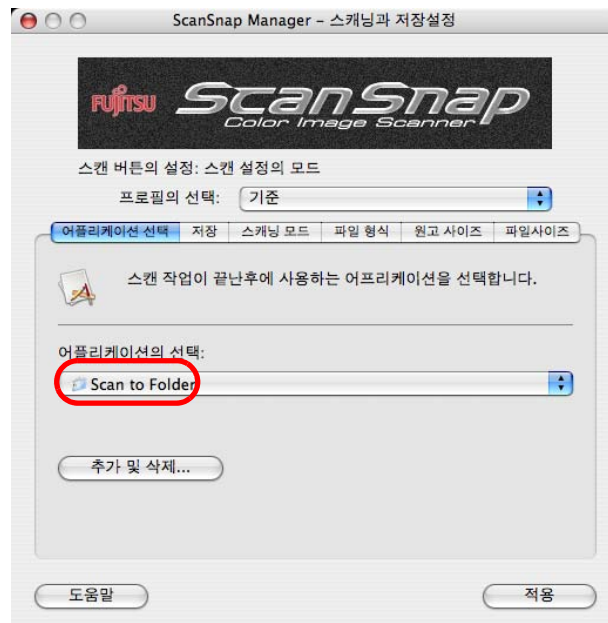 ScanSnap Manager – 스캐닝과 저장설정
FUJITSU ScanSnap
Color Image Scanner
스캔 버튼의 설정: 스캔 설정의 모드
프로필의 선택: 기준
어플리케이션 선택 저장 스캐닝 모드 파일 형식 원고 사이즈 파일사이즈
스캔 작업이 끝난후에 사용하는 어프리케이션을 선택합니다.
어플리케이션의 선택:
Scan to Folder
추가 및 삭제...
도움말 적용